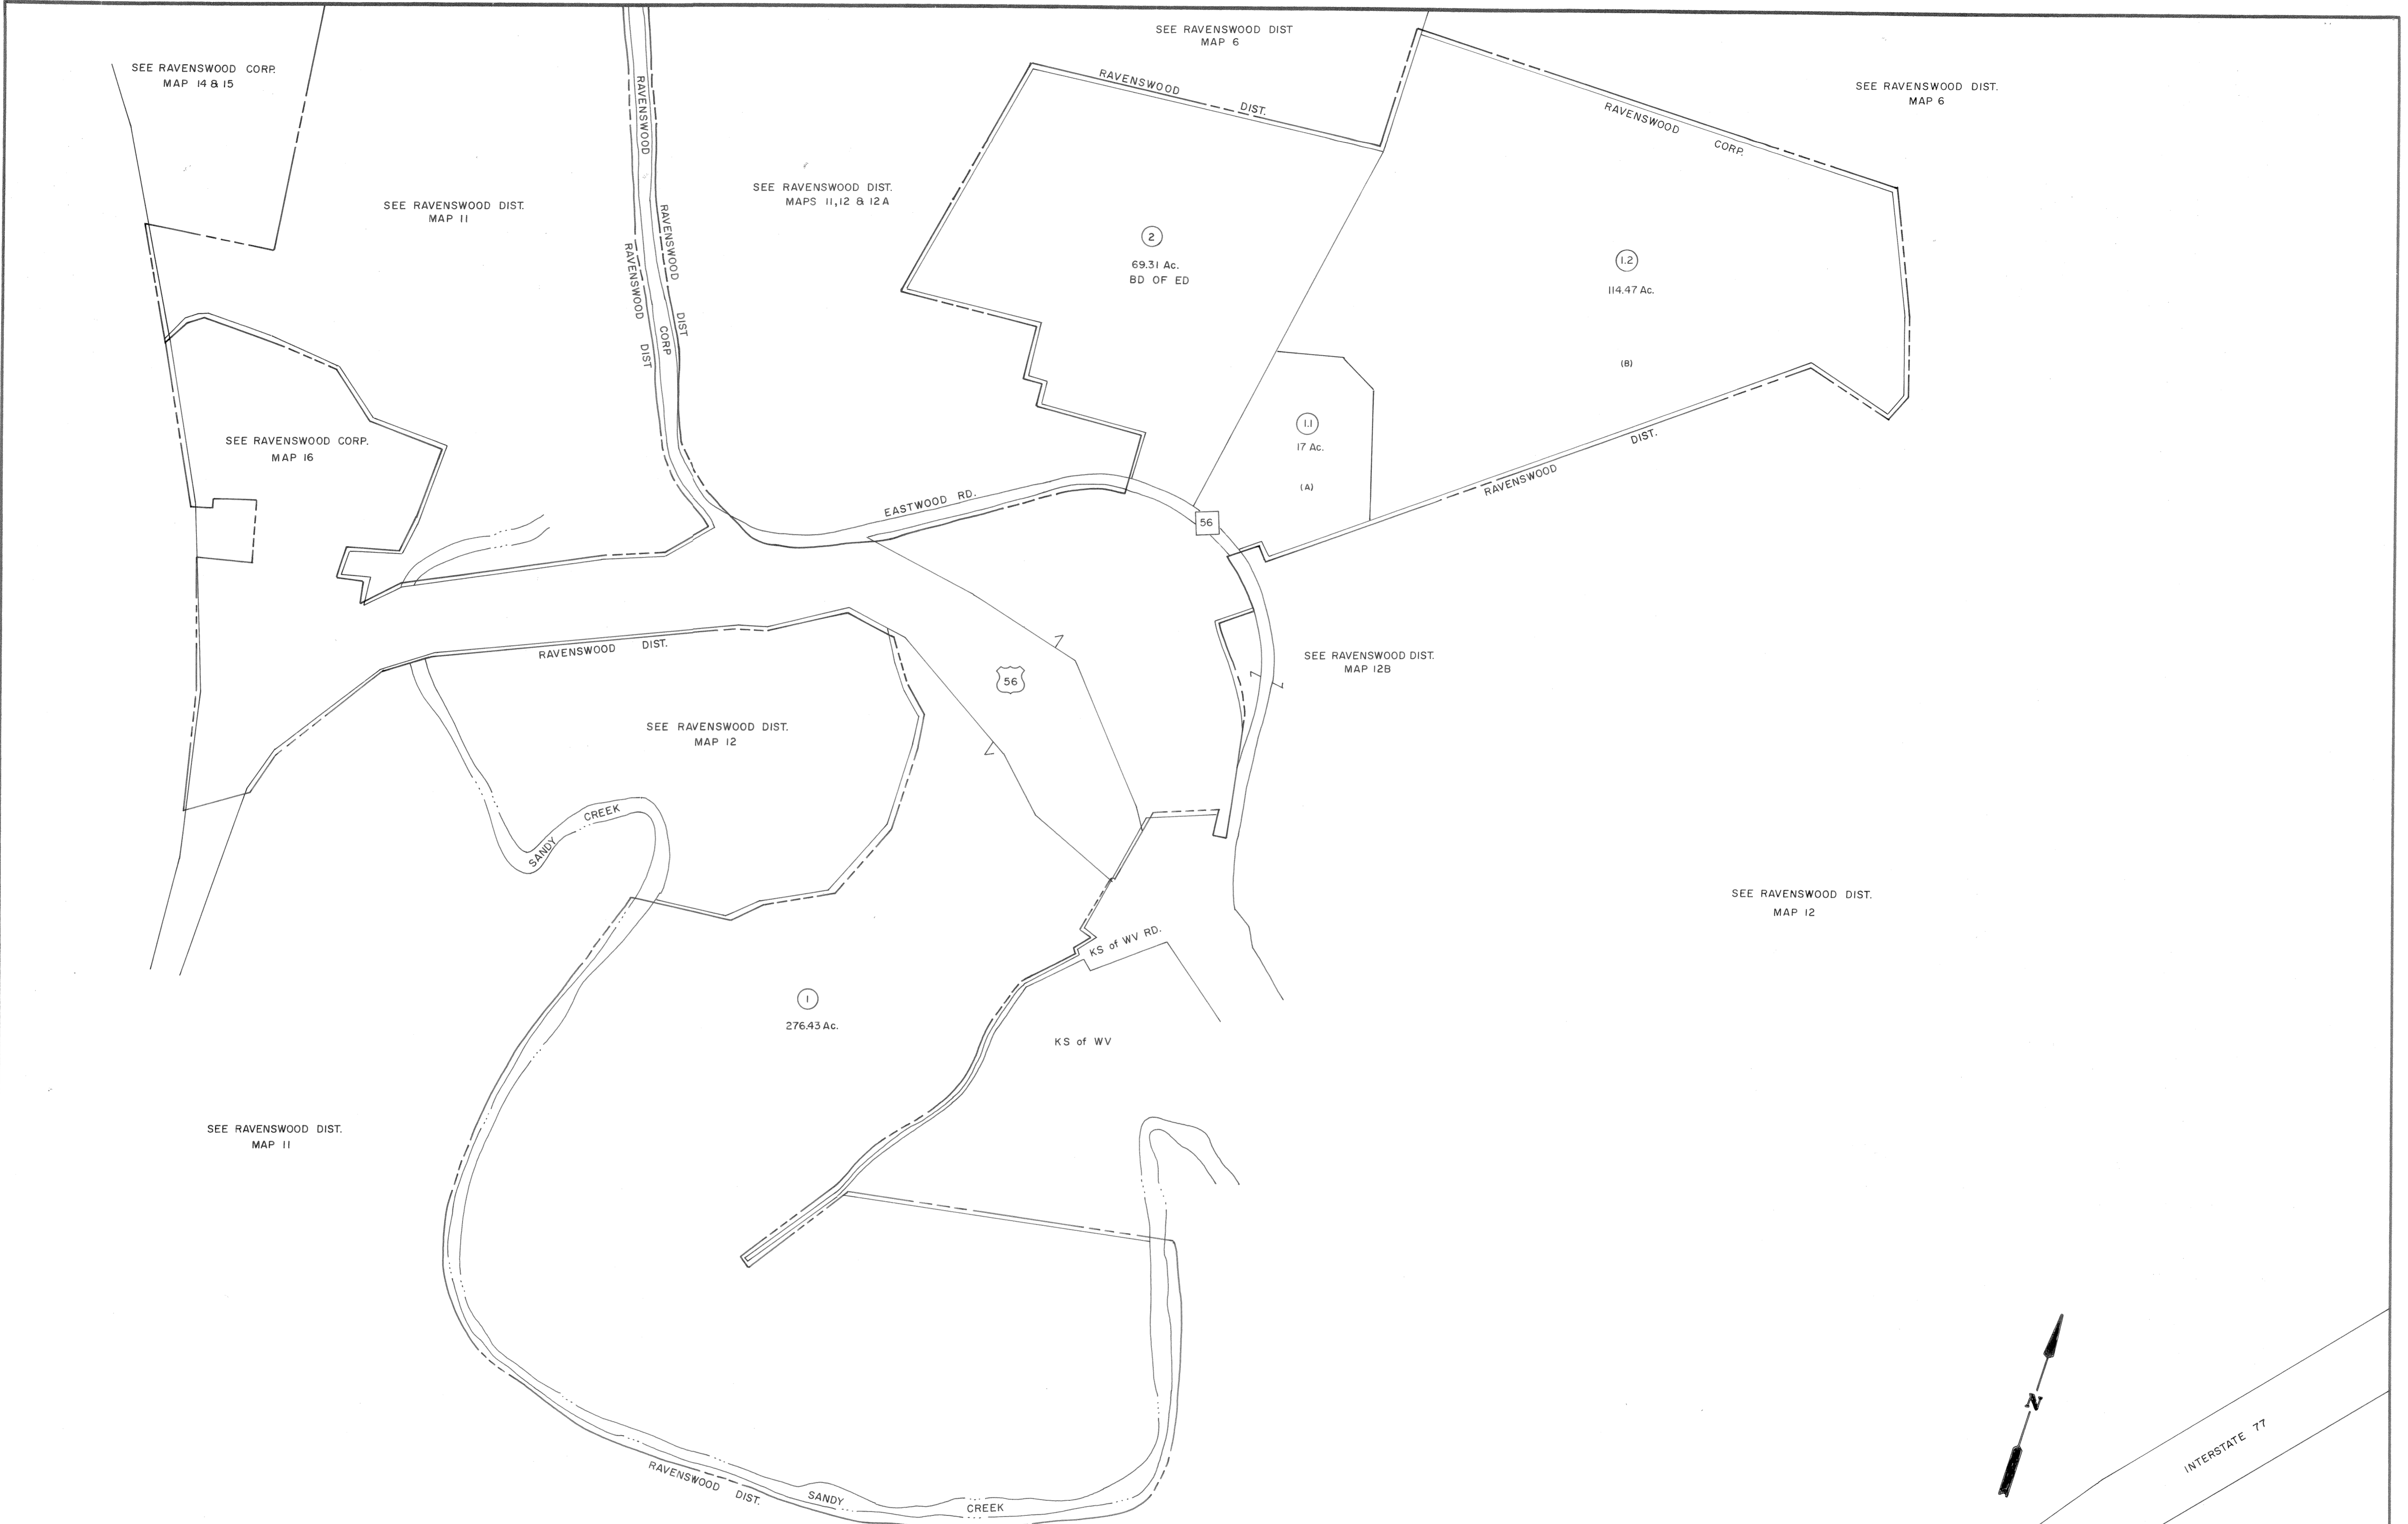 SEE RAVENSWOOD CORP.
MAP 14 & 15
SEE RAVENSWOOD DIST
MAP 6
SEE RAVENSWOOD DIST.
MAP 6
RAVENSWOOD DIST.
RAVENSWOOD CORP.
RAVENSWOOD CORP
RAVENSWOOD DIST
RAVENSWOOD DIST
SEE RAVENSWOOD DIST.
MAP 11
SEE RAVENSWOOD DIST.
MAPS 11, 12 & 12A
2
69.31 Ac.
BD OF ED
1.2
114.47 Ac.
(B)
1.1
17 Ac.
(A)
SEE RAVENSWOOD CORP.
MAP 16
RAVENSWOOD DIST.
EASTWOOD RD.
56
RAVENSWOOD DIST.
SEE RAVENSWOOD DIST.
MAP 12B
56
SEE RAVENSWOOD DIST.
MAP 12
SANDY CREEK
SEE RAVENSWOOD DIST.
MAP 12
KS of WV RD.
1
276.43 Ac.
KS of WV
SEE RAVENSWOOD DIST.
MAP 11
N
INTERSTATE 77
RAVENSWOOD DIST.
SANDY CREEK